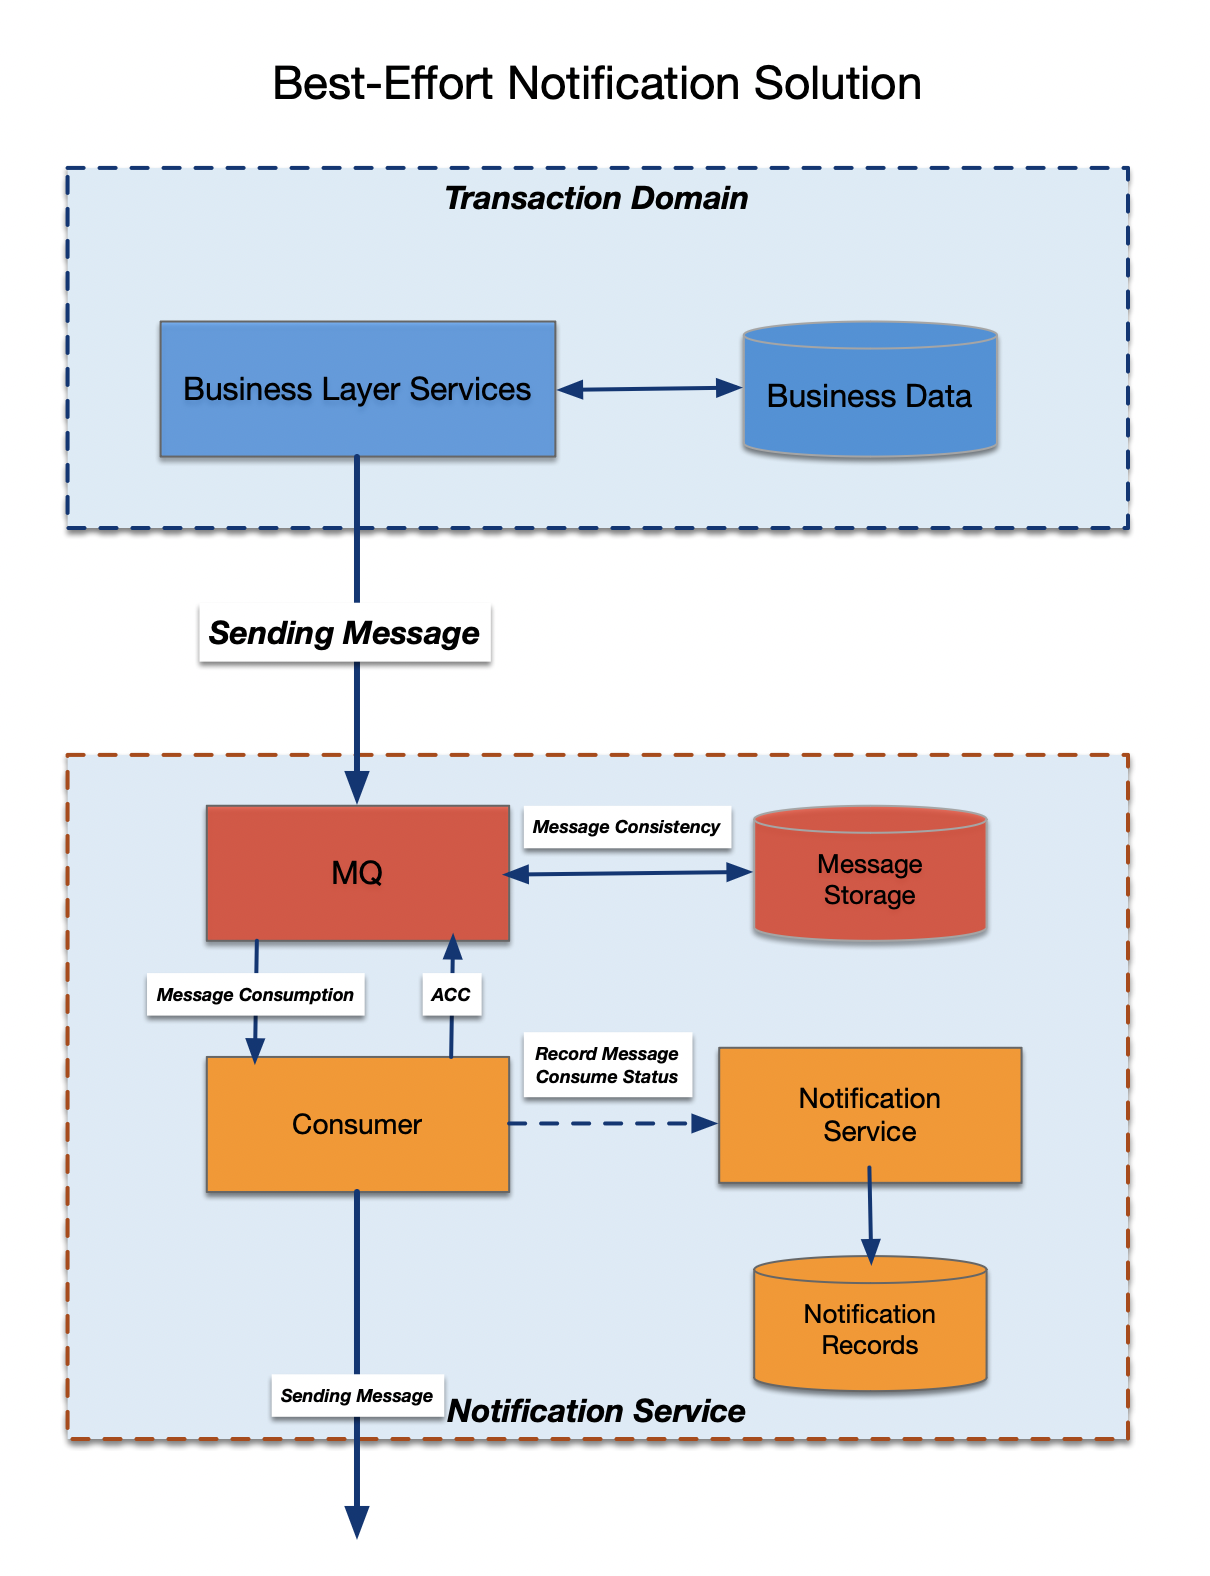 Best-Effort Notification Solution
Transaction Domain
Business Layer Services
Business Data
Sending Message
Message Consistency
MQ
Message
Storage
Message Consumption
ACC
Record Message
Consume Status
Consumer
Notification
Service
Notification
Records
Sending Message
Notification Service